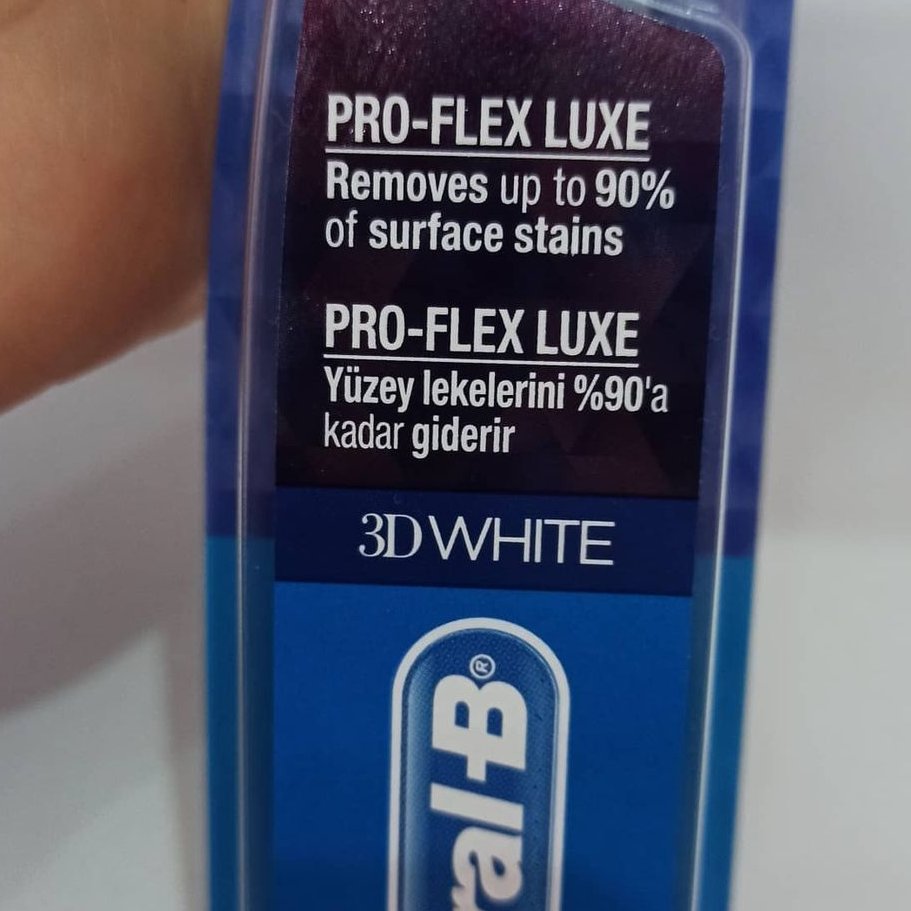 PRO-FLEX LUXE
Removes up to 90%
of surface stains
PRO-FLEX LUXE
Yüzey lekelerini %90'a
kadar giderir
3D WHITE
ral-B®